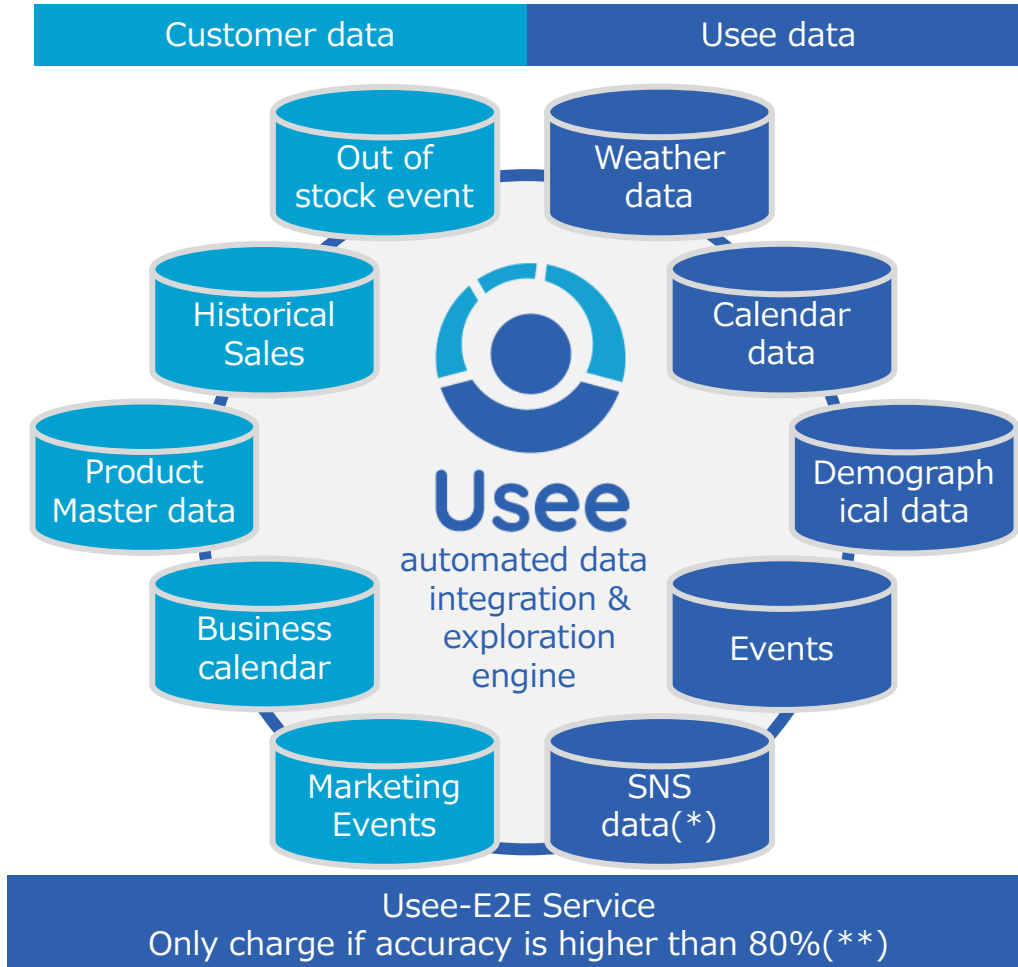 Customer data
Usee data
Out of
stock event
Weather
data
Historical
Sales
Calendar
data
Product
Master data
Demograph
ical data
Usee
automated data
integration &
exploration
engine
Business
calendar
Events
Marketing
Events
SNS
data(*)
Usee-E2E Service
Only charge if accuracy is higher than 80%(**)